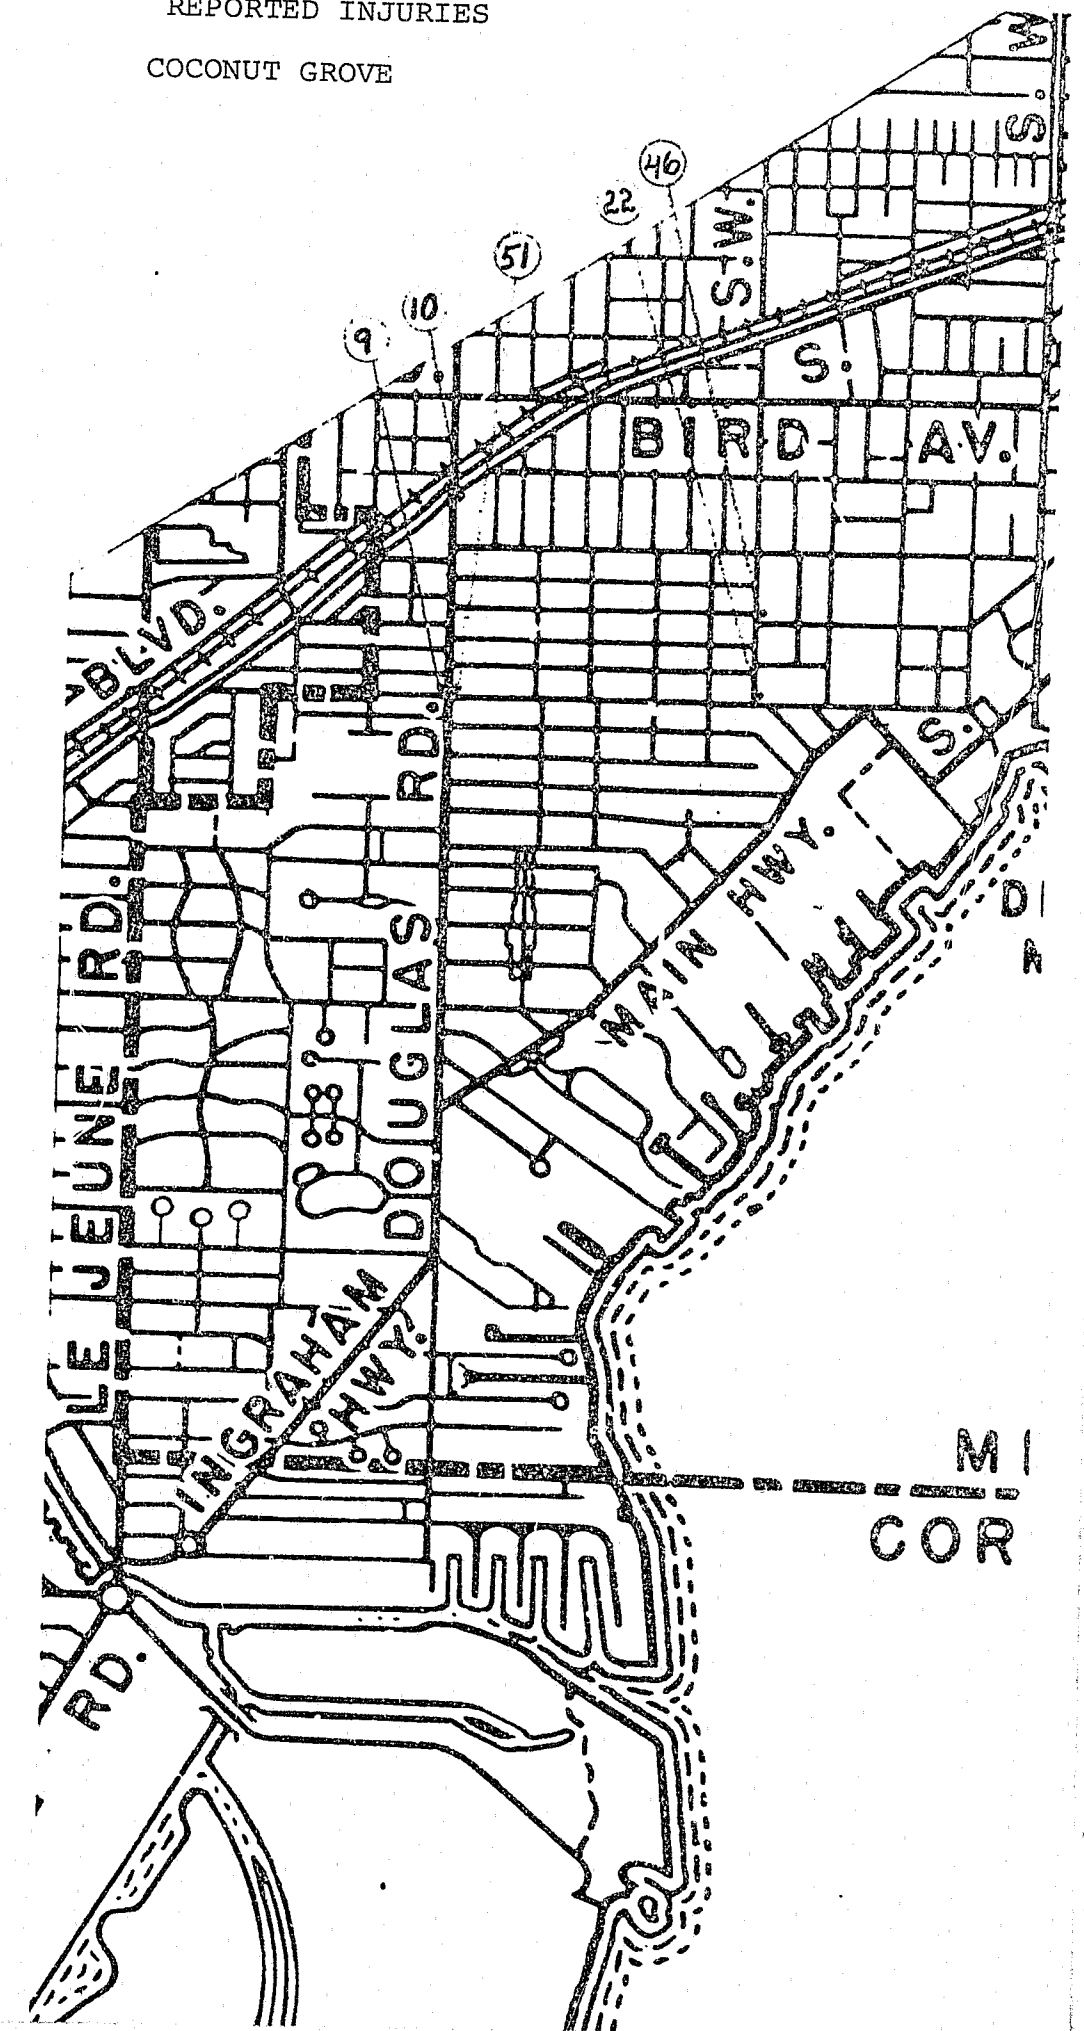 REPORTED INJURIES
COCONUT GROVE
S. W.
46
22
S.W.
51
10
9
S.
BIRD AV.
BLVD.
S.
DOUGLAS RD.
MAIN HWY.
LE JEUNE RD.
INGRAHAM HWY.
MI
COR
RD.